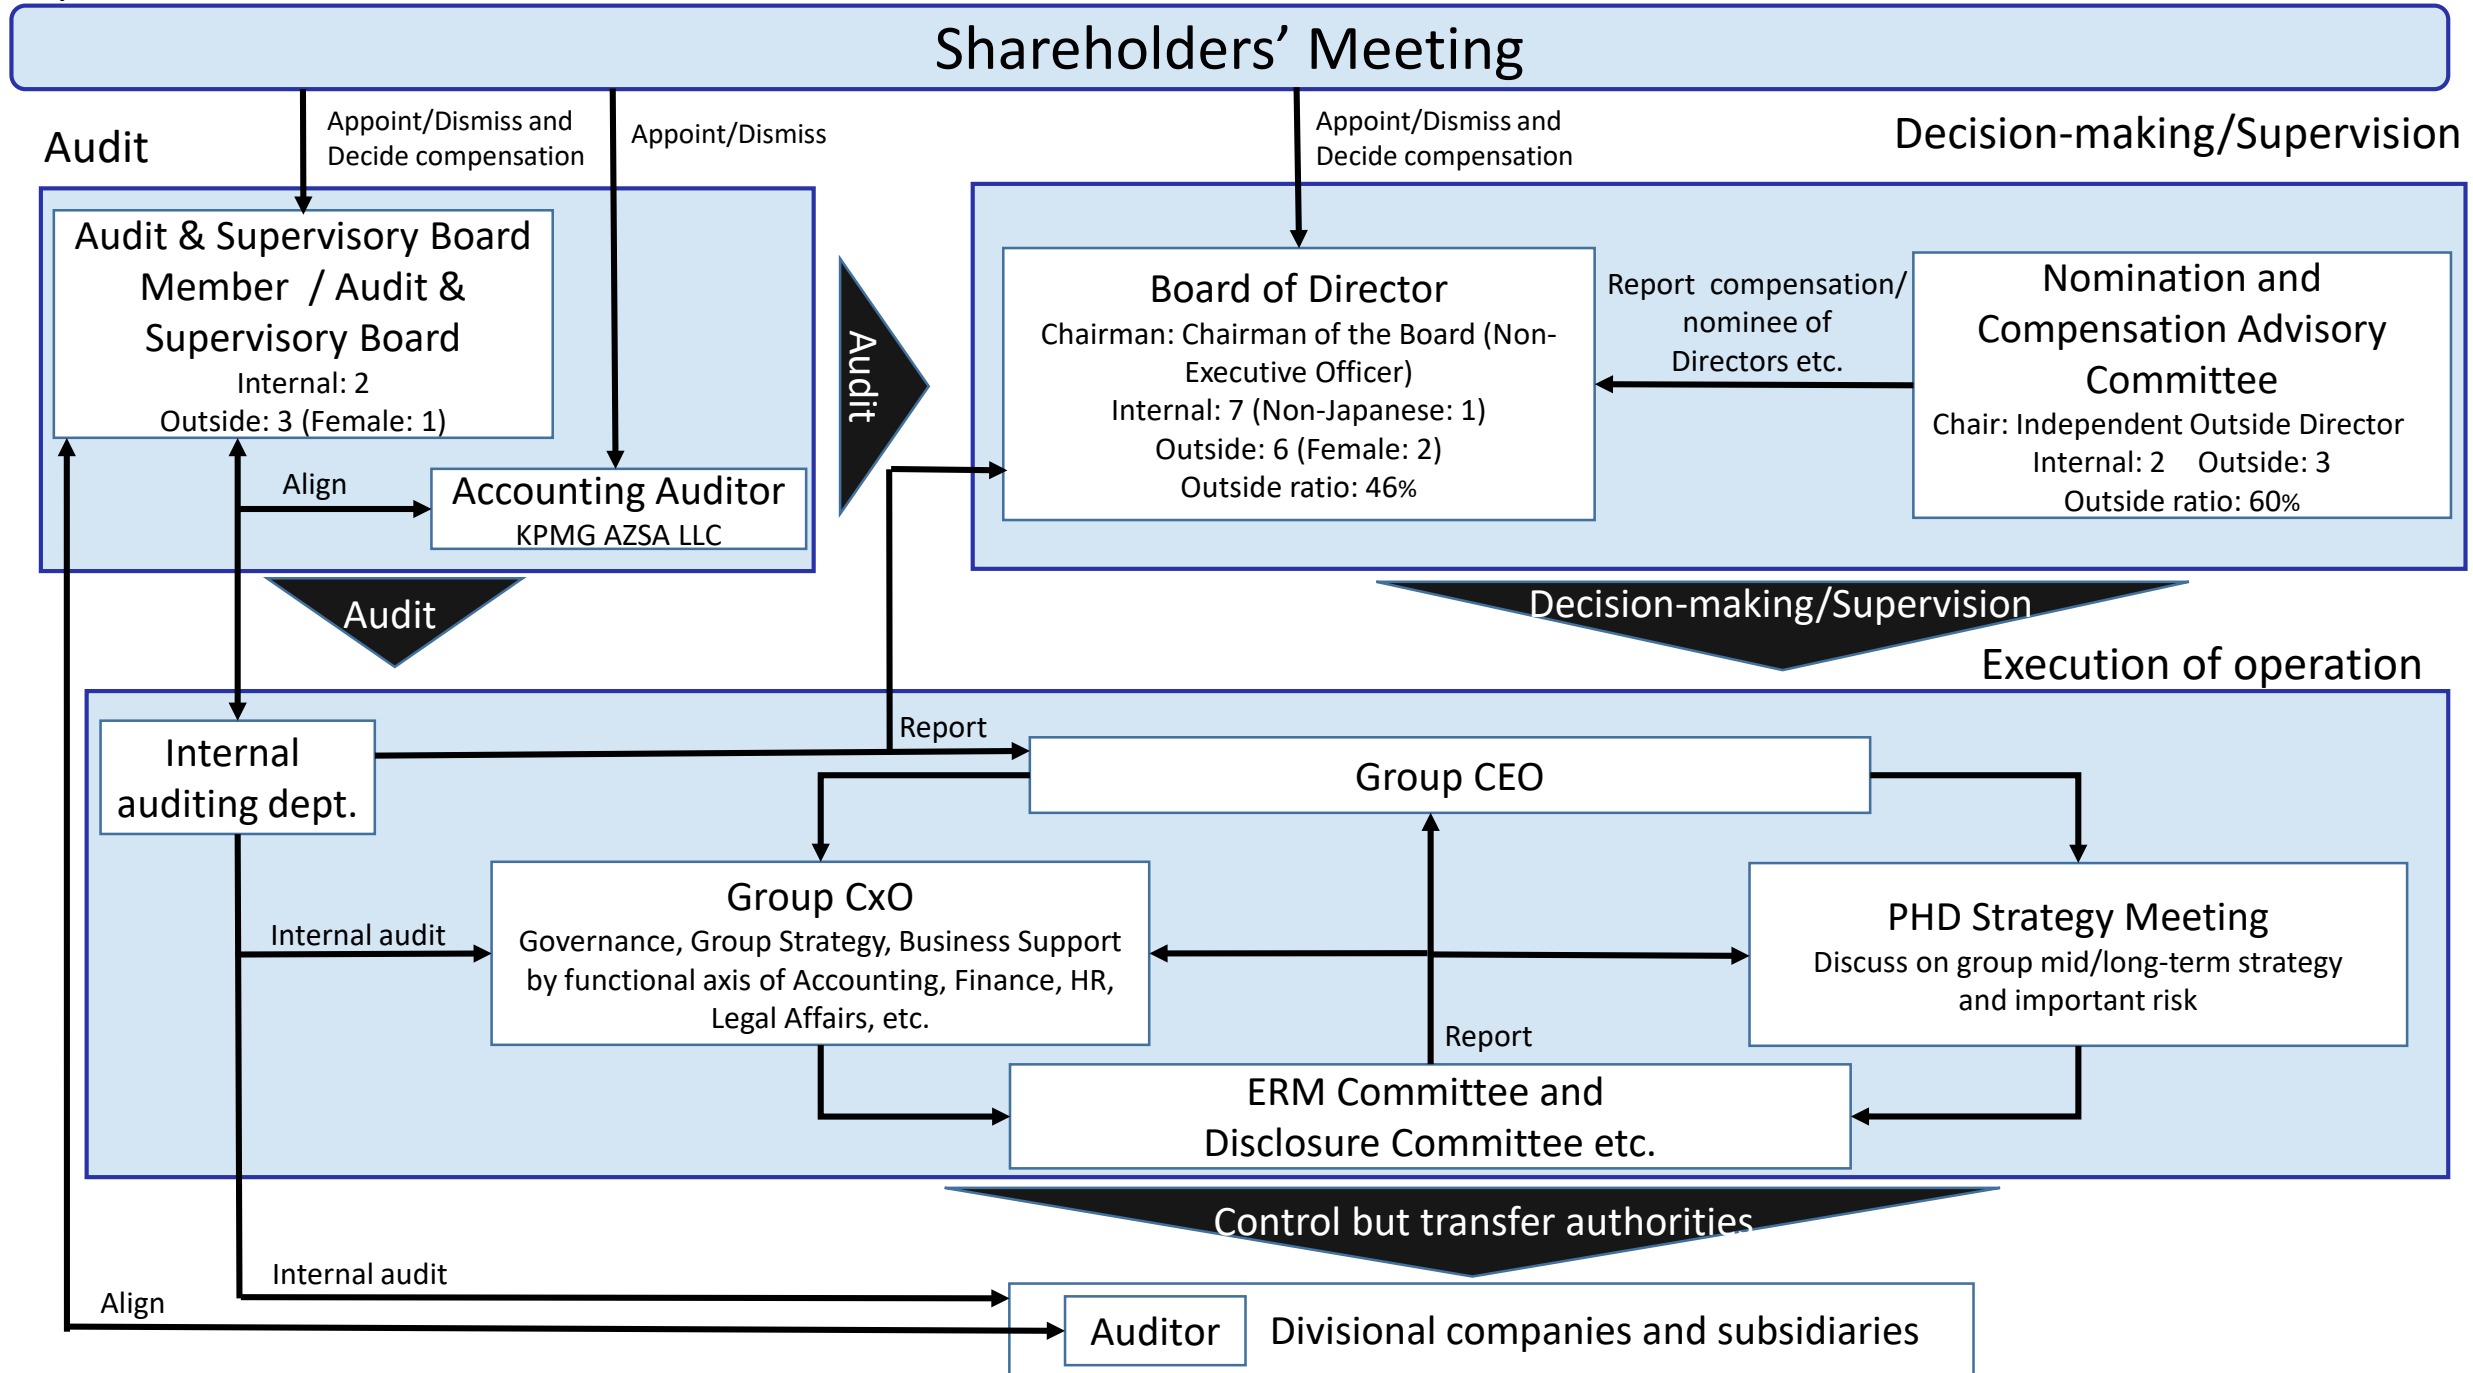 Shareholders’ Meeting
Audit
Appoint/Dismiss and
Decide compensation
Appoint/Dismiss
Appoint/Dismiss and
Decide compensation
Decision-making/Supervision
Audit & Supervisory Board
Member / Audit &
Supervisory Board
Internal: 2
Outside: 3 (Female: 1)
Align
Accounting Auditor
KPMG AZSA LLC
Audit
Board of Director
Chairman: Chairman of the Board (Non-
Executive Officer)
Internal: 7 (Non-Japanese: 1)
Outside: 6 (Female: 2)
Outside ratio: 46%
Report compensation/
nominee of
Directors etc.
Nomination and
Compensation Advisory
Committee
Chair: Independent Outside Director
Internal: 2 Outside: 3
Outside ratio: 60%
Audit
Decision-making/Supervision
Execution of operation
Internal
auditing dept.
Report
Group CEO
Internal audit
Group CxO
Governance, Group Strategy, Business Support
by functional axis of Accounting, Finance, HR,
Legal Affairs, etc.
PHD Strategy Meeting
Discuss on group mid/long-term strategy
and important risk
Report
ERM Committee and
Disclosure Committee etc.
Control but transfer authorities
Internal audit
Align
Auditor
Divisional companies and subsidiaries